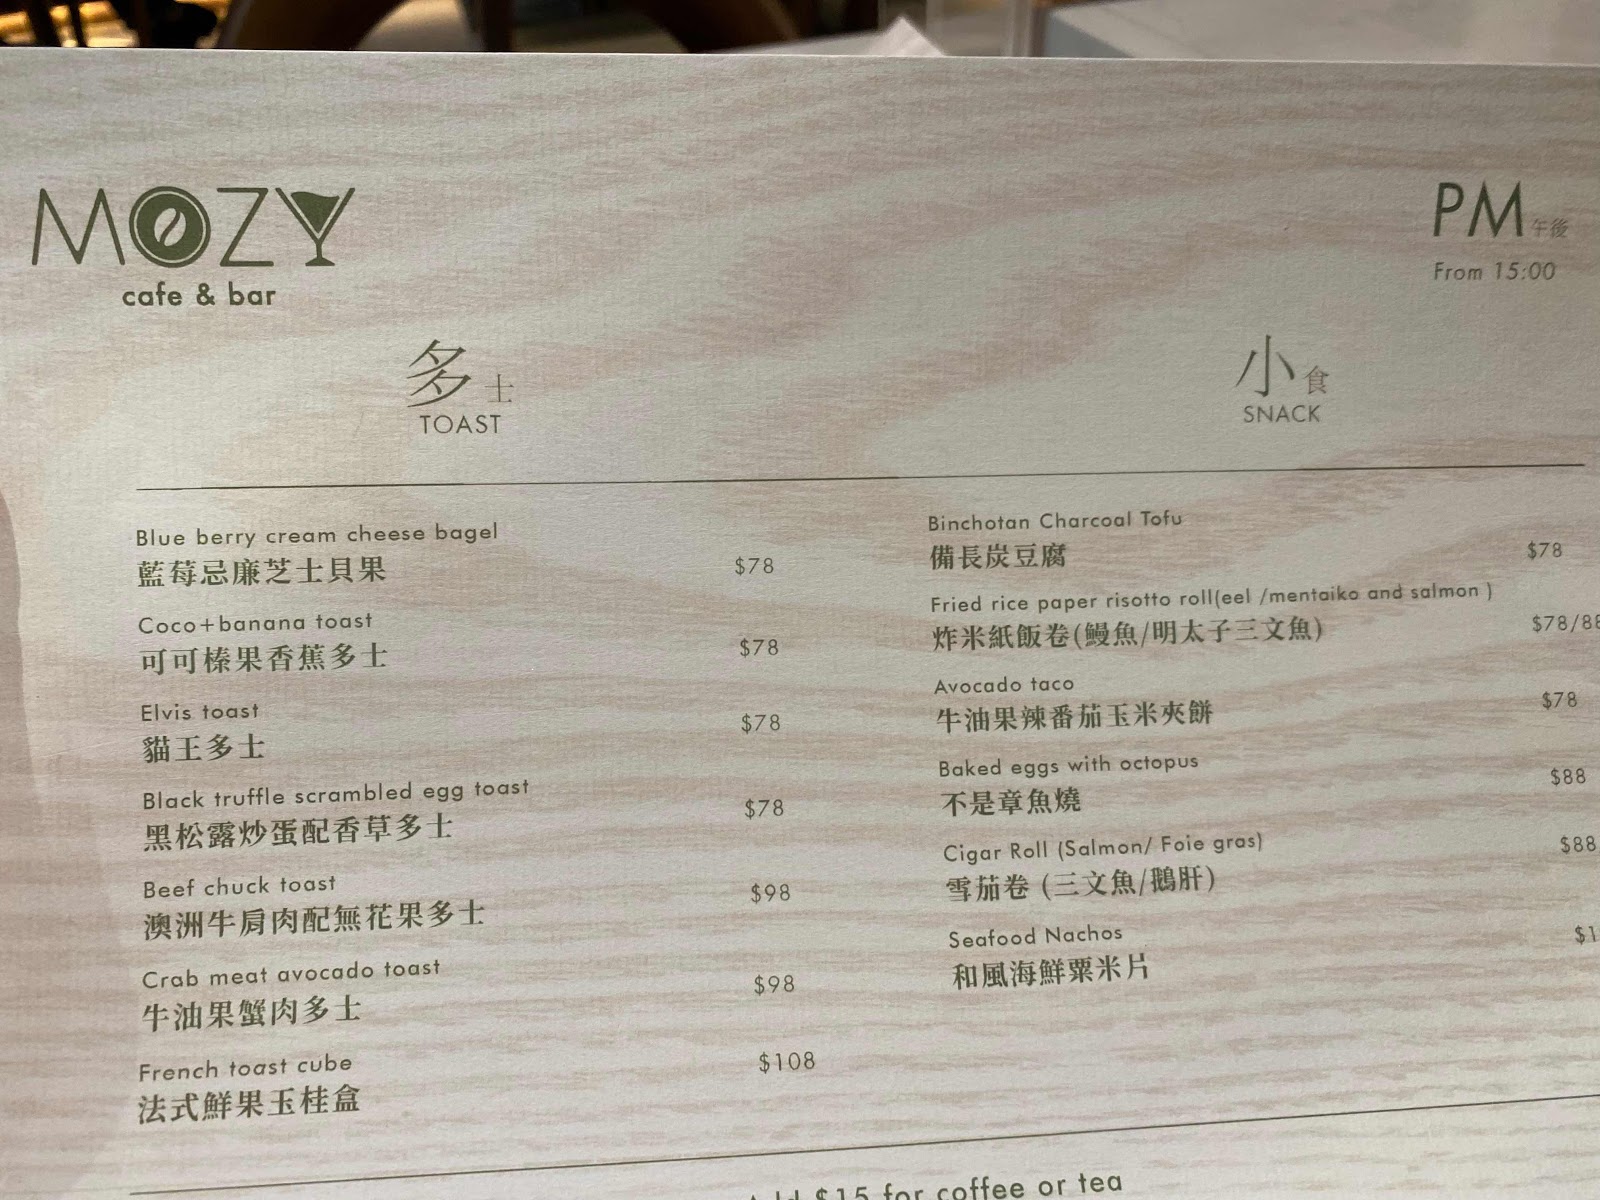 MOZY
cafe & bar
PM 午後
From 15:00
多士
TOAST
Blue berry cream cheese bagel
藍莓忌廉芝士貝果 $78
Coco+banana toast
可可榛果香蕉多士 $78
Elvis toast
貓王多士 $78
Black truffle scrambled egg toast
黑松露炒蛋配香草多士 $78
Beef chuck toast
澳洲牛肩肉配無花果多士 $98
Crab meat avocado toast
牛油果蟹肉多士 $98
French toast cube
法式鮮果玉桂盒 $108
小食
SNACK
Binchotan Charcoal Tofu
備長炭豆腐 $78
Fried rice paper risotto roll(eel /mentaiko and salmon )
炸米紙飯卷(鰻魚/明太子三文魚) $78/88
Avocado taco
牛油果辣番茄玉米夾餅 $78
Baked eggs with octopus
不是章魚燒 $88
Cigar Roll (Salmon/ Foie gras)
雪茄卷 (三文魚/鵝肝) $88
Seafood Nachos
和風海鮮粟米片
$15 for coffee or tea